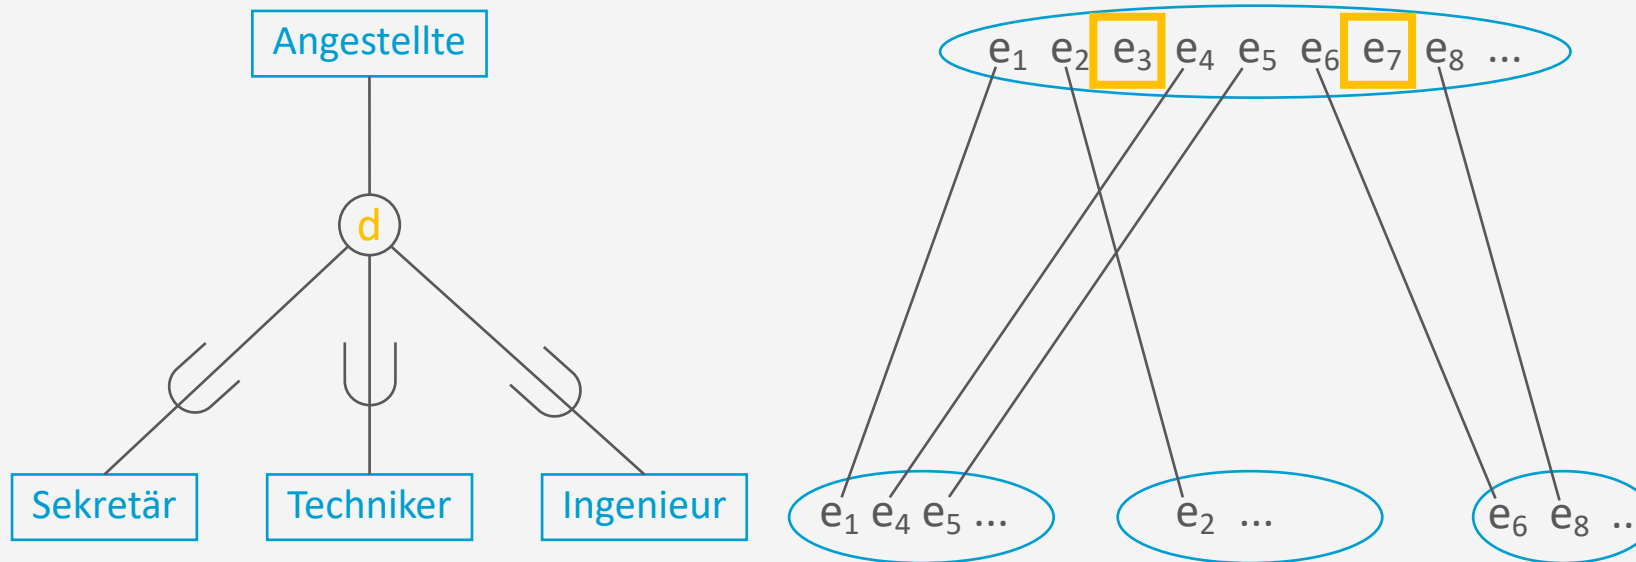 Angestellte
d
Sekretär
Techniker
Ingenieur
e₁ e₂ e₃ e₄ e₅ e₆ e₇ e₈ ...
e₁ e₄ e₅ ...
e₂ ...
e₆ e₈ ...